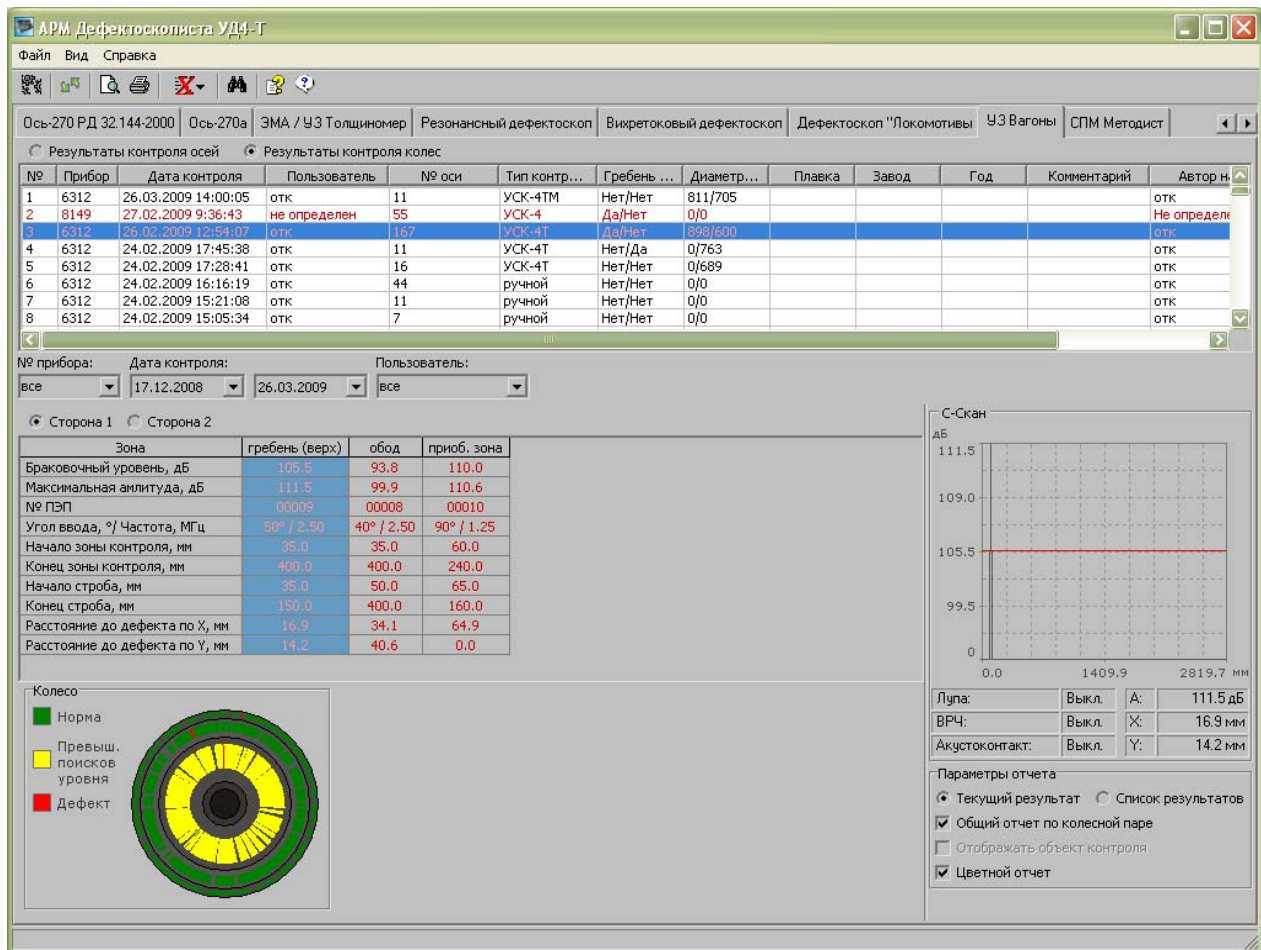 АРМ Дефектоскописта УД4-Т
Файл Вид Справка
Ось-270 РД 32.144-2000 Ось-270а ЭМА / УЗ Толщиномер Резонансный дефектоскоп Вихретоковый дефектоскоп Дефектоскоп "Локомотивы УЗ Вагоны СПМ Методист
Результаты контроля осей Результаты контроля колес
№ Прибор Дата контроля Пользователь № оси Тип контр... Гребень ... Диаметр... Плавка Завод Год Комментарий Автор н
1 6312 26.03.2009 14:00:05 отк 11 УСК-4ТМ Нет/Нет 811/705 отк
2 8149 27.02.2009 9:36:43 не определен 55 УСК-4 Да/Нет 0/0 Не определе
3 6312 26.02.2009 12:54:07 отк 167 УСК-4Т Да/Нет 898/600 отк
4 6312 24.02.2009 17:45:38 отк 11 УСК-4Т Нет/Да 0/763 отк
5 6312 24.02.2009 17:28:41 отк 16 УСК-4Т Нет/Нет 0/689 отк
6 6312 24.02.2009 16:16:19 отк 44 ручной Нет/Нет 0/0 отк
7 6312 24.02.2009 15:21:08 отк 11 ручной Нет/Нет 0/0 отк
8 6312 24.02.2009 15:05:34 отк 7 ручной Нет/Нет 0/0 отк
№ прибора: Дата контроля: Пользователь:
все 17.12.2008 26.03.2009 все
Сторона 1 Сторона 2
Зона гребень (верх) обод приоб. зона
Браковочный уровень, дБ 105.5 93.8 110.0
Максимальная амлитуда, дБ 111.5 99.9 110.6
№ ПЭП 00009 00008 00010
Угол ввода, °/ Частота, МГц 50° / 2.50 40° / 2.50 90° / 1.25
Начало зоны контроля, мм 35.0 35.0 60.0
Конец зоны контроля, мм 400.0 400.0 240.0
Начало строба, мм 35.0 50.0 65.0
Конец строба, мм 150.0 400.0 160.0
Расстояние до дефекта по X, мм 16.9 34.1 64.9
Расстояние до дефекта по Y, мм 14.2 40.6 0.0
С-Скан
дБ
111.5
109.0
105.5
99.5
0
0.0 1409.9 2819.7 мм
Лупа: Выкл. A: 111.5 дБ
ВРЧ: Выкл. X: 16.9 мм
Акустоконтакт: Выкл. Y: 14.2 мм
Колесо
Норма
Превыш.
поисков
уровня
Дефект
Параметры отчета
Текущий результат Список результатов
Общий отчет по колесной паре
Отображать объект контроля
Цветной отчет